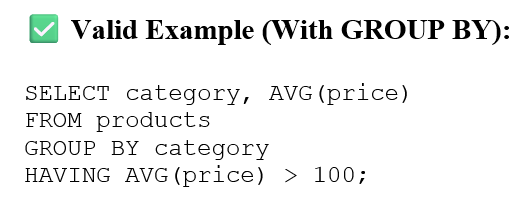 ✅ Valid Example (With GROUP BY):
SELECT category, AVG(price)
FROM products
GROUP BY category
HAVING AVG(price) > 100;